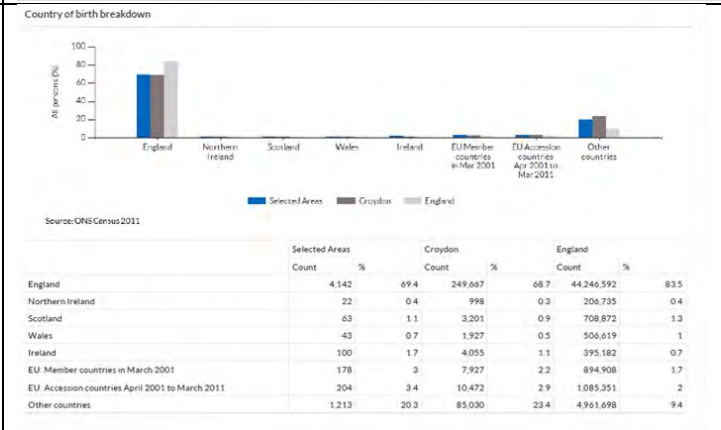 Country of birth breakdown
All persons (%)
100
80
60
40
20
0
England
Northern
Ireland
Scotland
Wales
Ireland
EU Member
countries
in Mar 2001
EU Accession
countries
Apr 2001 to
Mar 2011
Other
countries
Selected Areas Croydon England
Source: ONS Census 2011
Selected Areas Croydon England
Count % Count % Count %
England 4,142 69.4 249,667 68.7 44,246,592 83.5
Northern Ireland 22 0.4 998 0.3 206,735 0.4
Scotland 63 1.1 3,201 0.9 708,872 1.3
Wales 43 0.7 1,927 0.5 506,619 1
Ireland 100 1.7 4,055 1.1 395,182 0.7
EU Member countries in March 2001 178 3 7,927 2.2 894,908 1.7
EU Accession countries April 2001 to March 2011 204 3.4 10,472 2.9 1,085,351 2
Other countries 1,213 20.3 85,030 23.4 4,961,698 9.4